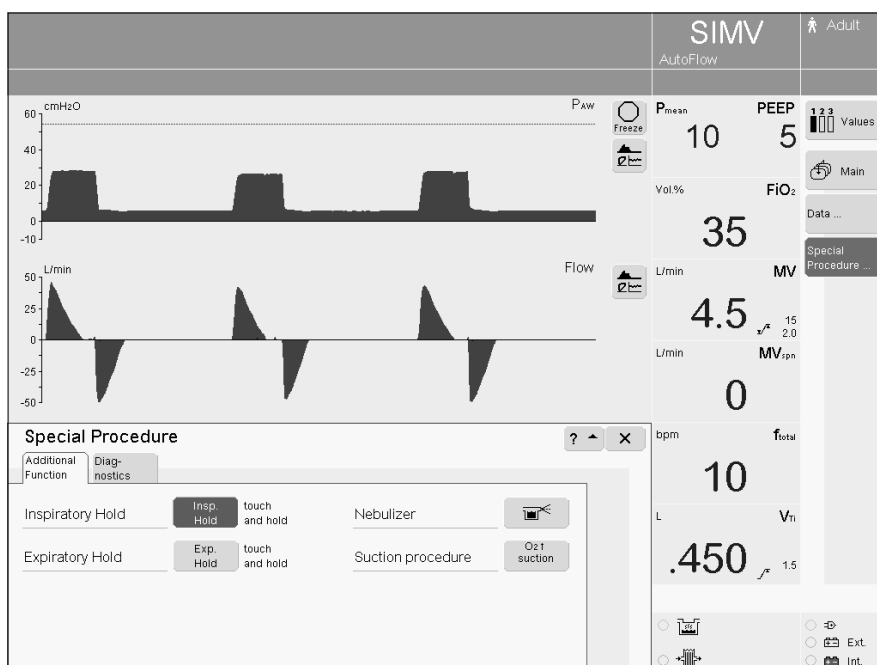 SIMV
AutoFlow
Adult
cmH2O
PAW
60
40
20
0
-10
Freeze
L/min
Flow
50
25
0
-25
-50
Pmean PEEP
10 5
Vol.% FiO2
35
L/min MV
4.5
15
2.0
L/min MVspn
0
bpm ftotal
10
L VTi
.450
1.5
1 2 3
Values
Main
Data ...
Special
Procedure ...
Special Procedure
?
Additional
Function
Diag-
nostics
Inspiratory Hold
Insp.
Hold
touch
and hold
Nebulizer
Expiratory Hold
Exp.
Hold
touch
and hold
Suction procedure
O2↑
suction
Ext.
Int.